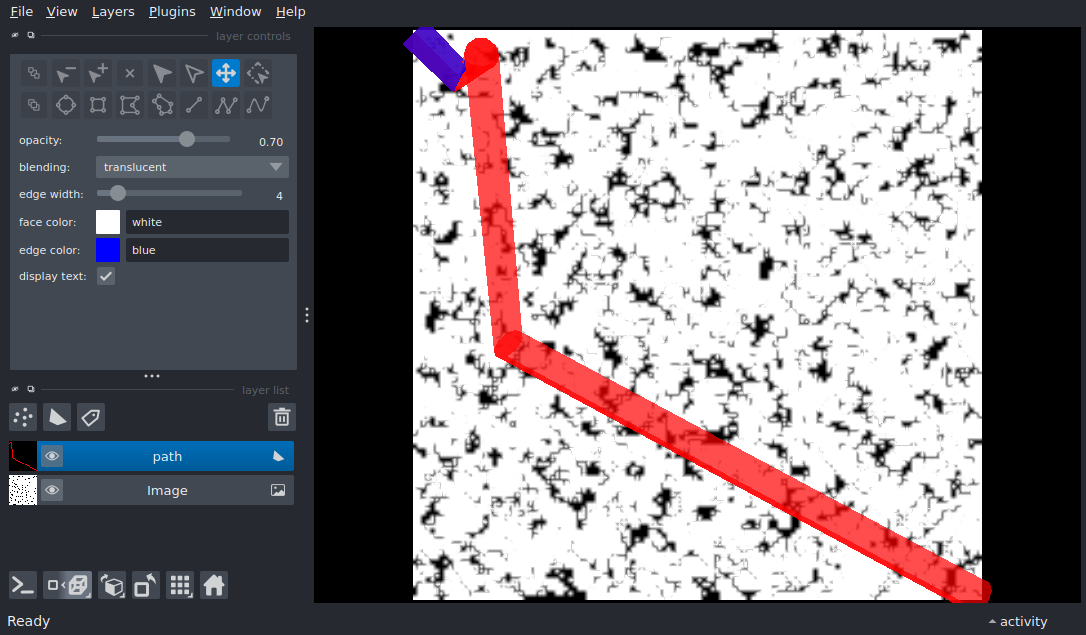 File View Layers Plugins Window Help
layer controls
opacity: 0.70
blending: translucent
edge width: 4
face color: white
edge color: blue
display text:
layer list
path
Image
Ready
activity